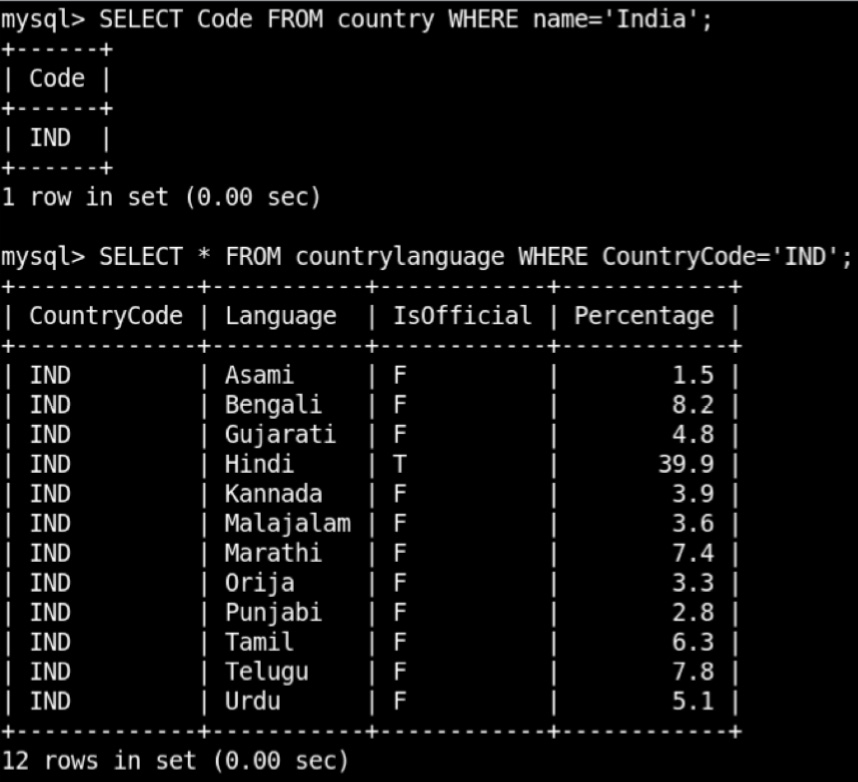 mysql> SELECT Code FROM country WHERE name='India';
+------+
| Code |
+------+
| IND  |
+------+
1 row in set (0.00 sec)

mysql> SELECT * FROM countrylanguage WHERE CountryCode='IND';
+-------------+-----------+------------+------------+
| CountryCode | Language  | IsOfficial | Percentage |
+-------------+-----------+------------+------------+
| IND         | Asami     | F          |        1.5 |
| IND         | Bengali   | F          |        8.2 |
| IND         | Gujarati  | F          |        4.8 |
| IND         | Hindi     | T          |       39.9 |
| IND         | Kannada   | F          |        3.9 |
| IND         | Malajalam | F          |        3.6 |
| IND         | Marathi   | F          |        7.4 |
| IND         | Orija     | F          |        3.3 |
| IND         | Punjabi   | F          |        2.8 |
| IND         | Tamil     | F          |        6.3 |
| IND         | Telugu    | F          |        7.8 |
| IND         | Urdu      | F          |        5.1 |
+-------------+-----------+------------+------------+
12 rows in set (0.00 sec)